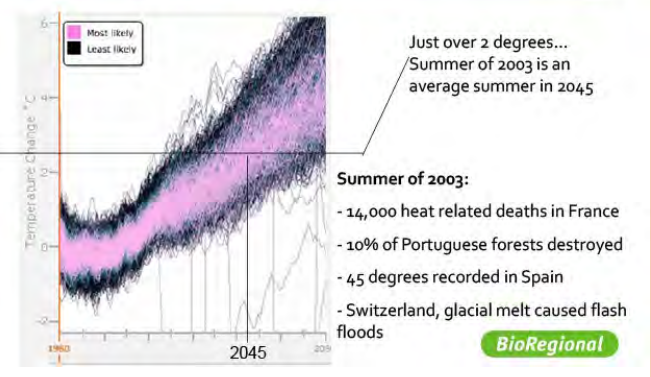 6
Most likely
Least likely
4
Temperature Change °C
2
0
-2
1960
2045
209
Just over 2 degrees...
Summer of 2003 is an
average summer in 2045
Summer of 2003:
- 14,000 heat related deaths in France
- 10% of Portuguese forests destroyed
- 45 degrees recorded in Spain
- Switzerland, glacial melt caused flash
floods
BioRegional